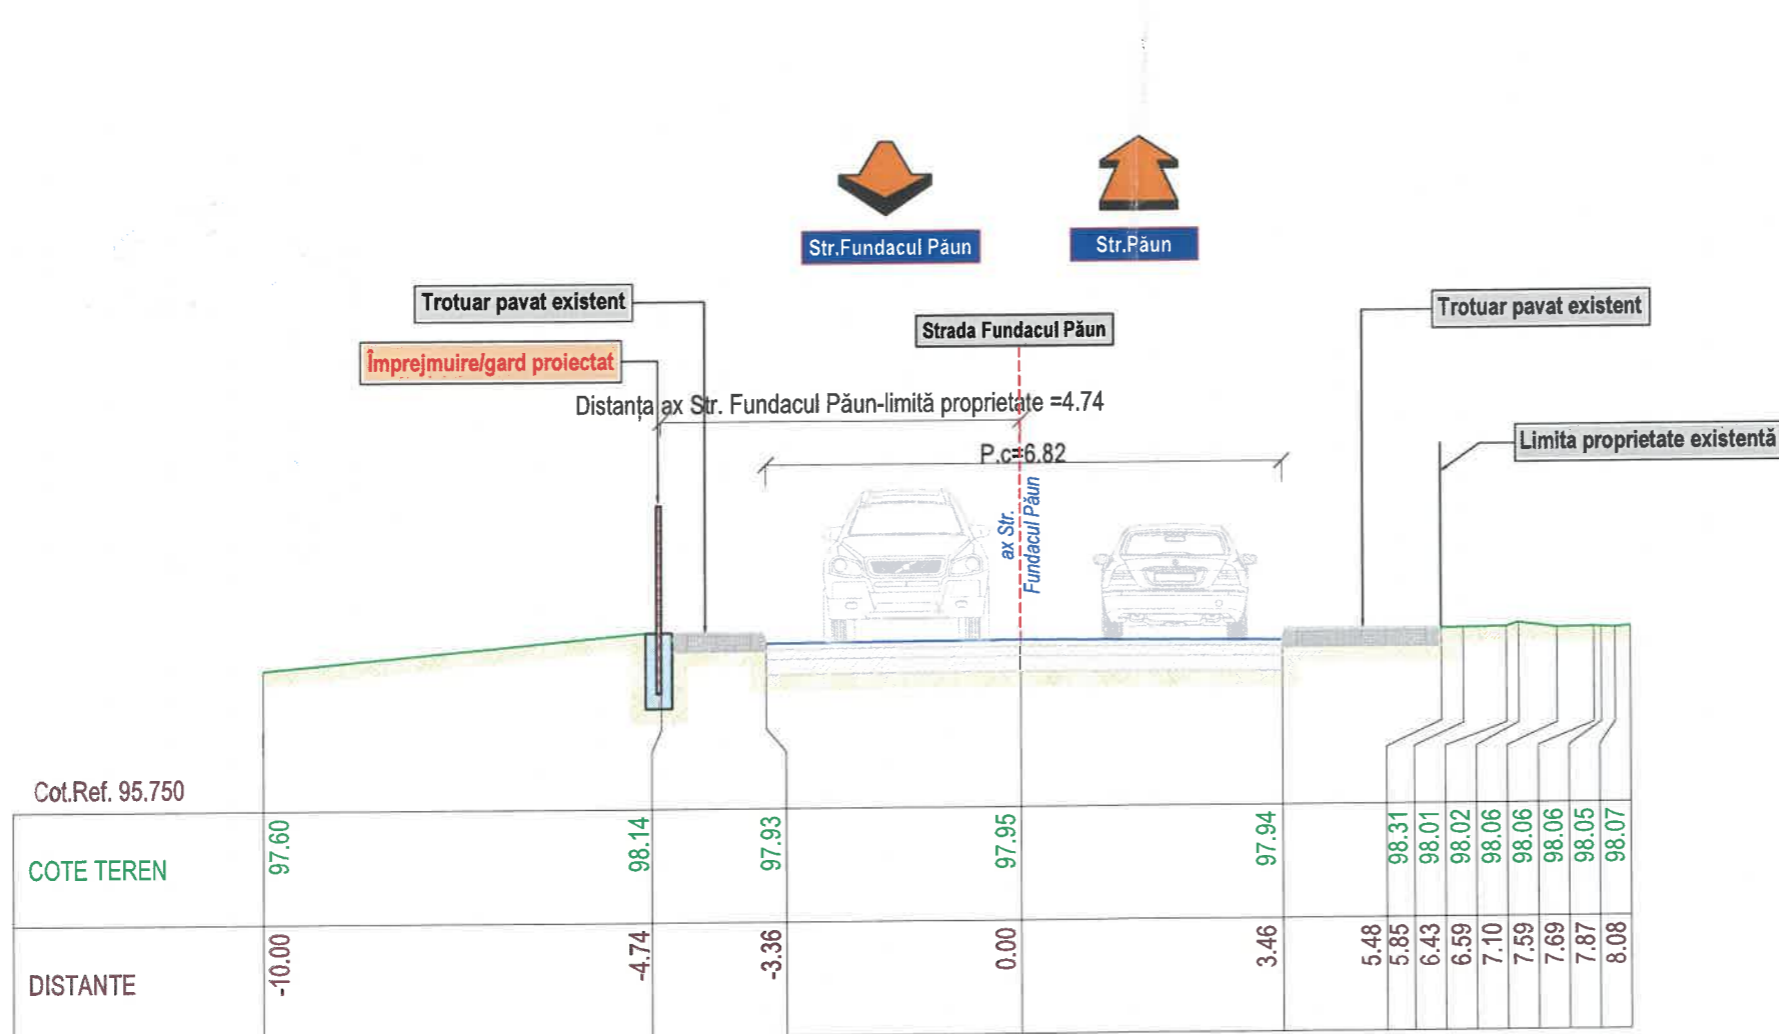 Str.Fundacul Păun
Str.Păun
Trotuar pavat existent
Trotuar pavat existent
Strada Fundacul Păun
Împrejmuire/gard proiectat
Distanța ax Str. Fundacul Păun-limită proprietate =4.74
Limita proprietate existentă
P.c=6.82
ax Str.
Fundacul Păun
Cot.Ref. 95.750
COTE TEREN
97.60
98.14
97.93
97.95
97.94
98.31
98.01
98.02
98.06
98.06
98.06
98.05
98.07
DISTANTE
-10.00
-4.74
-3.36
0.00
3.46
5.48
5.85
6.43
6.59
7.10
7.59
7.69
7.87
8.08